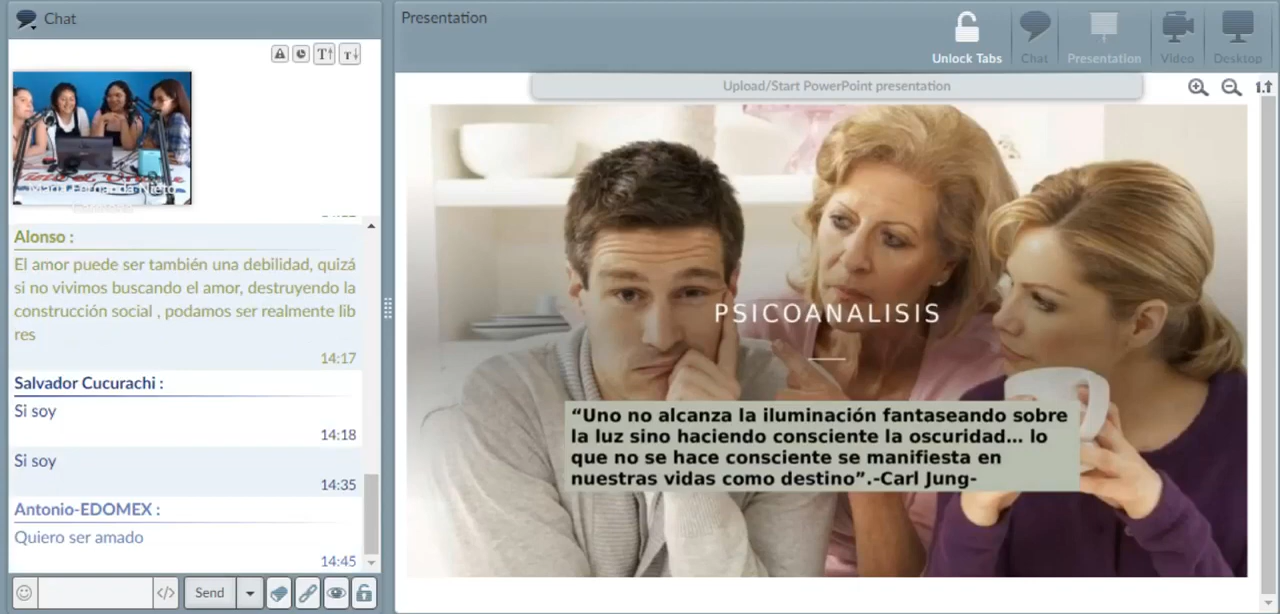 Chat
Presentation
Unlock Tabs
Chat
Presentation
Video
Desktop
Upload/Start PowerPoint presentation
1.↑
T↑
T↓
María Fernanda Nieto
Alonso :
El amor puede ser también una debilidad, quizá
si no vivimos buscando el amor, destruyendo la
construcción social , podamos ser realmente lib
res
14:17
Salvador Cucurachi :
Si soy
14:18
Si soy
14:35
Antonio-EDOMEX :
Quiero ser amado
14:45
</>
Send
PSICOANALISIS
“Uno no alcanza la iluminación fantaseando sobre
la luz sino haciendo consciente la oscuridad... lo
que no se hace consciente se manifiesta en
nuestras vidas como destino”.-Carl Jung-